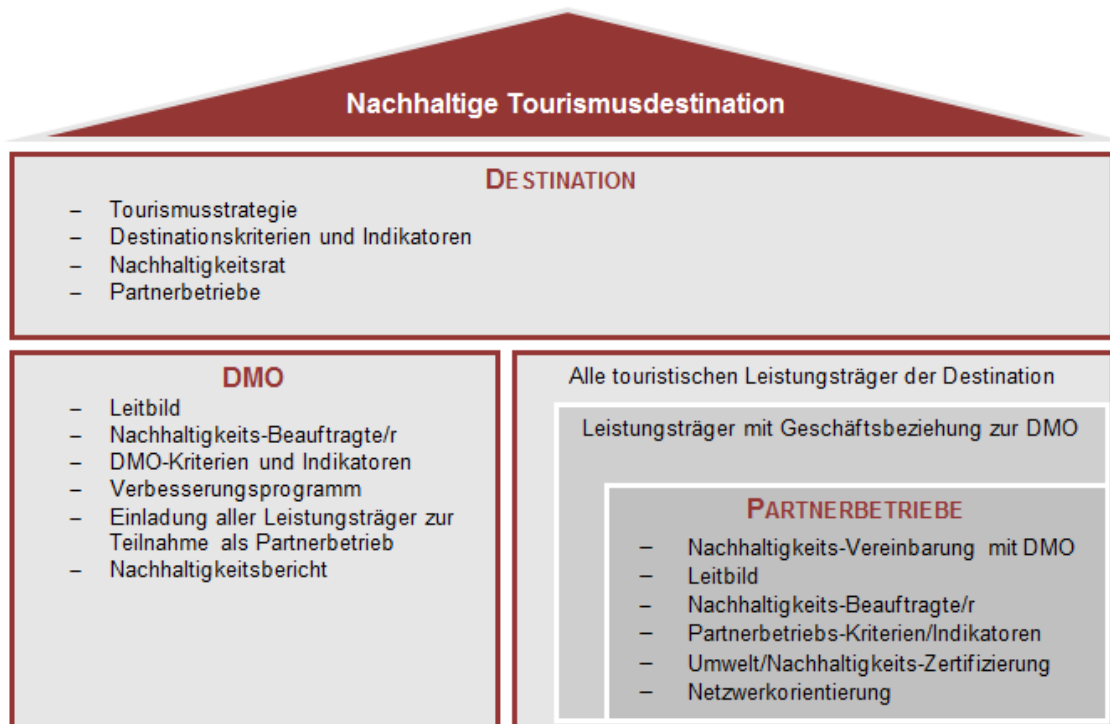 Nachhaltige Tourismusdestination
DESTINATION
– Tourismusstrategie
– Destinationskriterien und Indikatoren
– Nachhaltigkeitsrat
– Partnerbetriebe
DMO
– Leitbild
– Nachhaltigkeits-Beauftragte/r
– DMO-Kriterien und Indikatoren
– Verbesserungsprogramm
– Einladung aller Leistungsträger zur
Teilnahme als Partnerbetrieb
– Nachhaltigkeitsbericht
Alle touristischen Leistungsträger der Destination
Leistungsträger mit Geschäftsbeziehung zur DMO
PARTNERBETRIEBE
– Nachhaltigkeits-Vereinbarung mit DMO
– Leitbild
– Nachhaltigkeits-Beauftragte/r
– Partnerbetriebs-Kriterien/Indikatoren
– Umwelt/Nachhaltigkeits-Zertifizierung
– Netzwerkorientierung